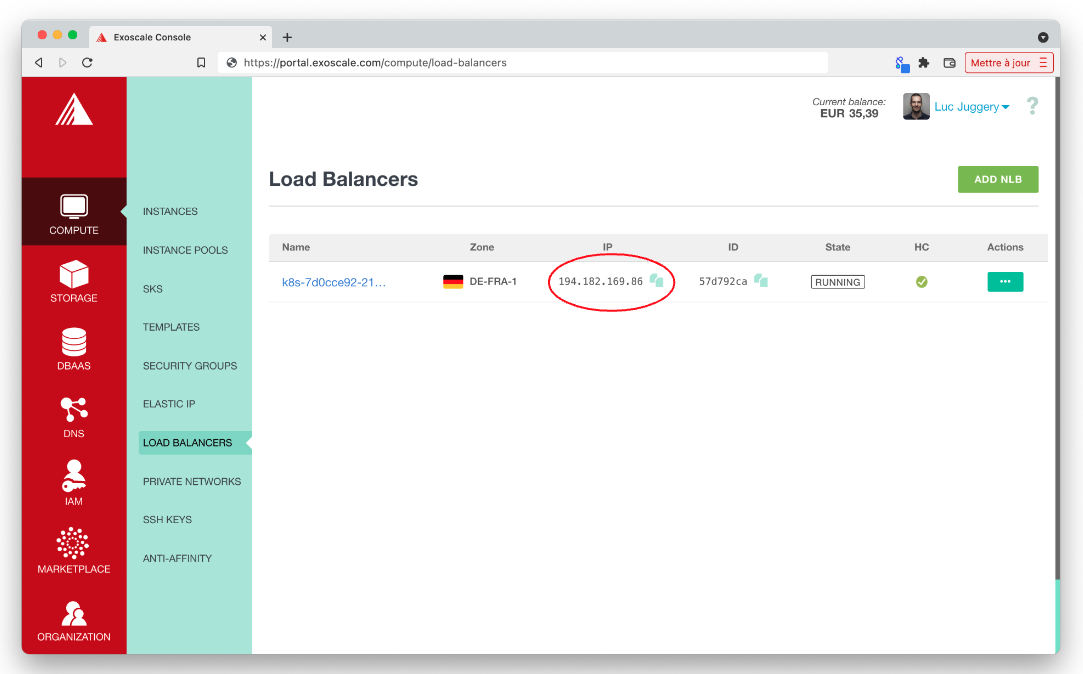 Exoscale Console
https://portal.exoscale.com/compute/load-balancers
Mettre à jour
Current balance:
EUR 35,39
Luc Juggery
?
Load Balancers
ADD NLB
COMPUTE
STORAGE
DBAAS
DNS
IAM
MARKETPLACE
ORGANIZATION
INSTANCES
INSTANCE POOLS
SKS
TEMPLATES
SECURITY GROUPS
ELASTIC IP
LOAD BALANCERS
PRIVATE NETWORKS
SSH KEYS
ANTI-AFFINITY
Name Zone IP ID State HC Actions
k8s-7d0cce92-21... DE-FRA-1 194.182.169.86 57d792ca RUNNING